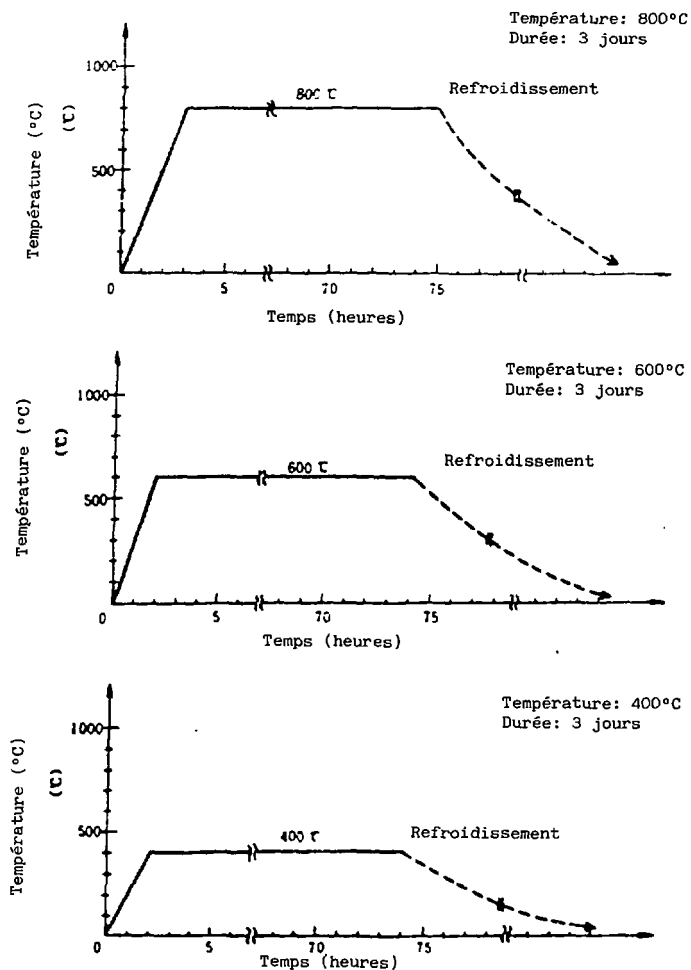 Température: 800°C
Durée: 3 jours
Température (°C)
(℃)
1000
500
800 ℃
Refroidissement
0
5
70
75
Temps (heures)
Température: 600°C
Durée: 3 jours
Température (°C)
(℃)
1000
500
600 ℃
Refroidissement
0
5
70
75
Temps (heures)
Température: 400°C
Durée: 3 jours
Température (°C)
(℃)
1000
500
400 ℃
Refroidissement
0
5
70
75
Temps (heures)